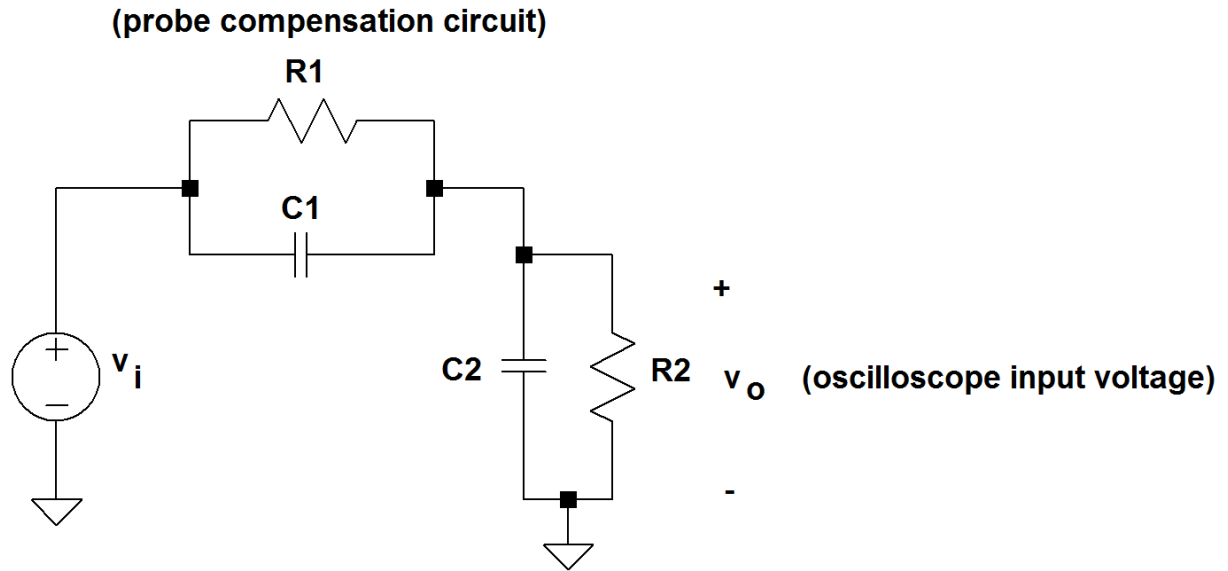 (probe compensation circuit)
R1
C1
+
+
v i
C2
R2
v o (oscilloscope input voltage)
-
-